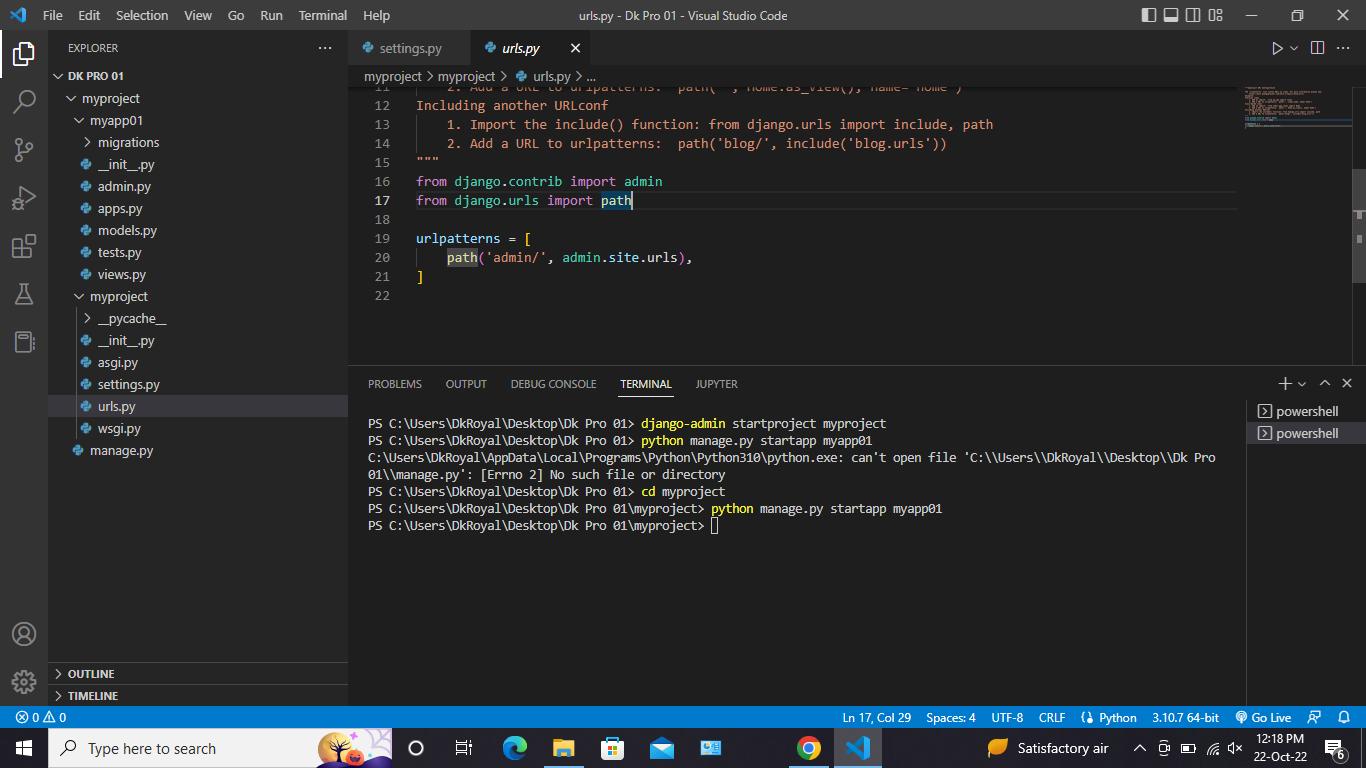 File Edit Selection View Go Run Terminal Help
urls.py - Dk Pro 01 - Visual Studio Code
EXPLORER
DK PRO 01
myproject
myapp01
migrations
__init__.py
admin.py
apps.py
models.py
tests.py
views.py
myproject
__pycache__
__init__.py
asgi.py
settings.py
urls.py
wsgi.py
manage.py
OUTLINE
TIMELINE
settings.py urls.py
myproject > myproject > urls.py > ...
11 2. Add a URL to urlpatterns: path('', Home.as_view(), name='home')
12 Including another URLconf
13 1. Import the include() function: from django.urls import include, path
14 2. Add a URL to urlpatterns: path('blog/', include('blog.urls'))
15 """
16 from django.contrib import admin
17 from django.urls import path
18
19 urlpatterns = [
20 path('admin/', admin.site.urls),
21 ]
22
PROBLEMS OUTPUT DEBUG CONSOLE TERMINAL JUPYTER
PS C:\Users\DkRoyal\Desktop\Dk Pro 01> django-admin startproject myproject
PS C:\Users\DkRoyal\Desktop\Dk Pro 01> python manage.py startapp myapp01
C:\Users\DkRoyal\AppData\Local\Programs\Python\Python310\python.exe: can't open file 'C:\\Users\\DkRoyal\\Desktop\\Dk Pro
01\\manage.py': [Errno 2] No such file or directory
PS C:\Users\DkRoyal\Desktop\Dk Pro 01> cd myproject
PS C:\Users\DkRoyal\Desktop\Dk Pro 01\myproject> python manage.py startapp myapp01
PS C:\Users\DkRoyal\Desktop\Dk Pro 01\myproject>
powershell
powershell
0 0
Ln 17, Col 29 Spaces: 4 UTF-8 CRLF Python 3.10.7 64-bit Go Live
Type here to search
Satisfactory air
12:18 PM
22-Oct-22
6